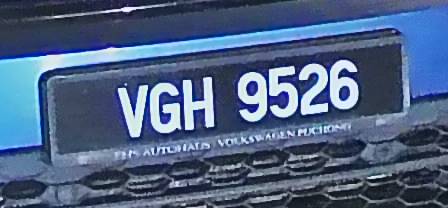 VGH 9526
AUTOHAUS VOLKSWAGEN PUCHONG